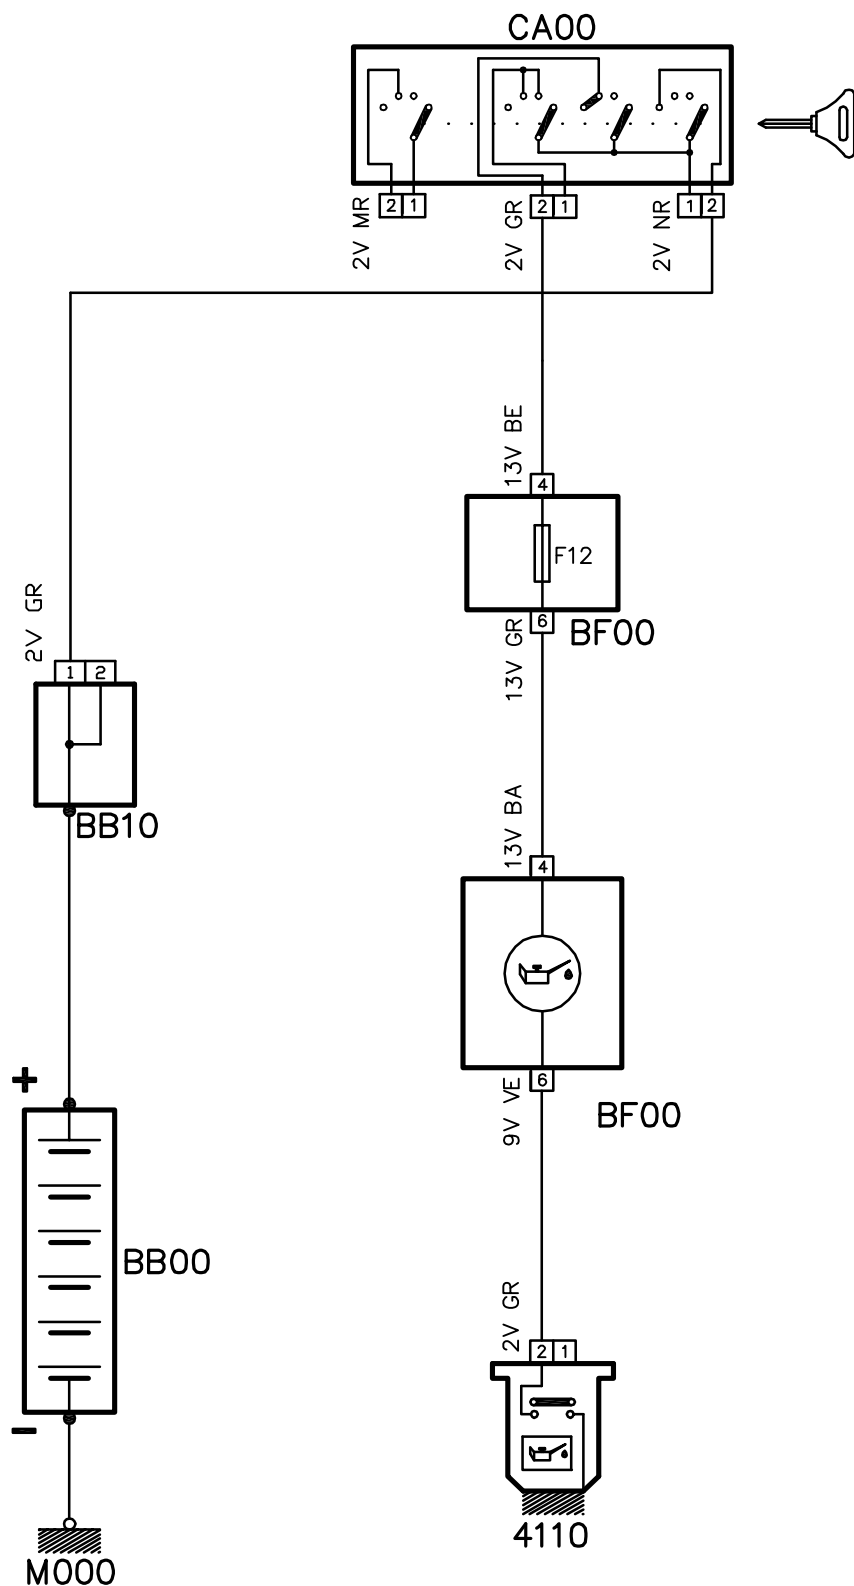 CA00
2 1
2V MR
2 1
2V GR
1 2
2V NR
13V BE
4
F12
6
BF00
13V GR
2V GR
1 2
BB10
13V BA
4
6
9V VE
BF00
+
BB00
-
M000
2V GR
2 1
4110